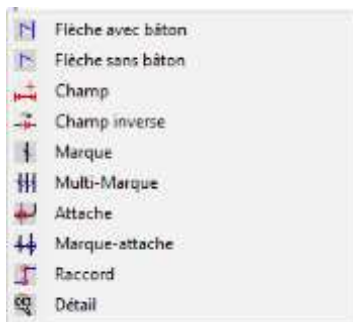 Flèche avec bâton
Flèche sans bâton
Champ
Champ inverse
Marque
Multi-Marque
Attache
Marque-attache
Raccord
Détail